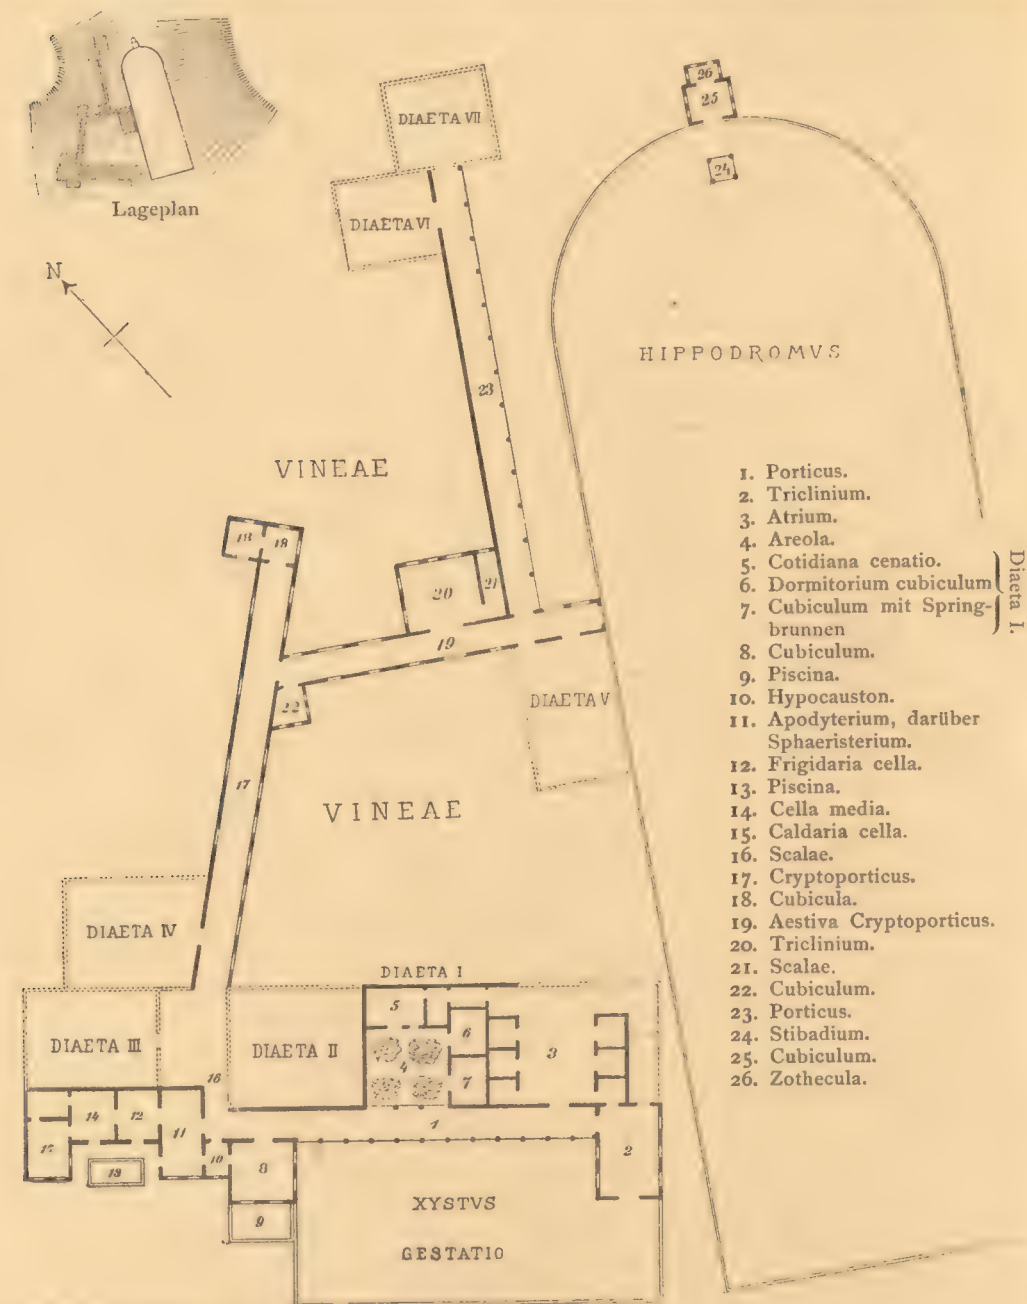 Lageplan
N
DIAETA VII
DIAETA VI
26
25
24
HIPPODROMVS
23
VINEAE
18 18
20
21
19
22
DIAETA V
17
VINEAE
DIAETA IV
DIAETA III
16
DIAETA II
DIAETA I
5
6
4
7
3
14
12
11
10
13
8
9
1
2
XYSTVS
GESTATIO
1. Porticus.
2. Triclinium.
3. Atrium.
4. Areola.
5. Cotidiana cenatio.
6. Dormitorium cubiculum
7. Cubiculum mit Spring-
brunnen
Diaeta I.
8. Cubiculum.
9. Piscina.
10. Hypocauston.
11. Apodyterium, darüber
Sphaeristerium.
12. Frigidaria cella.
13. Piscina.
14. Cella media.
15. Caldaria cella.
16. Scalae.
17. Cryptoporticus.
18. Cubicula.
19. Aestiva Cryptoporticus.
20. Triclinium.
21. Scalae.
22. Cubiculum.
23. Porticus.
24. Stibadium.
25. Cubiculum.
26. Zothecula.